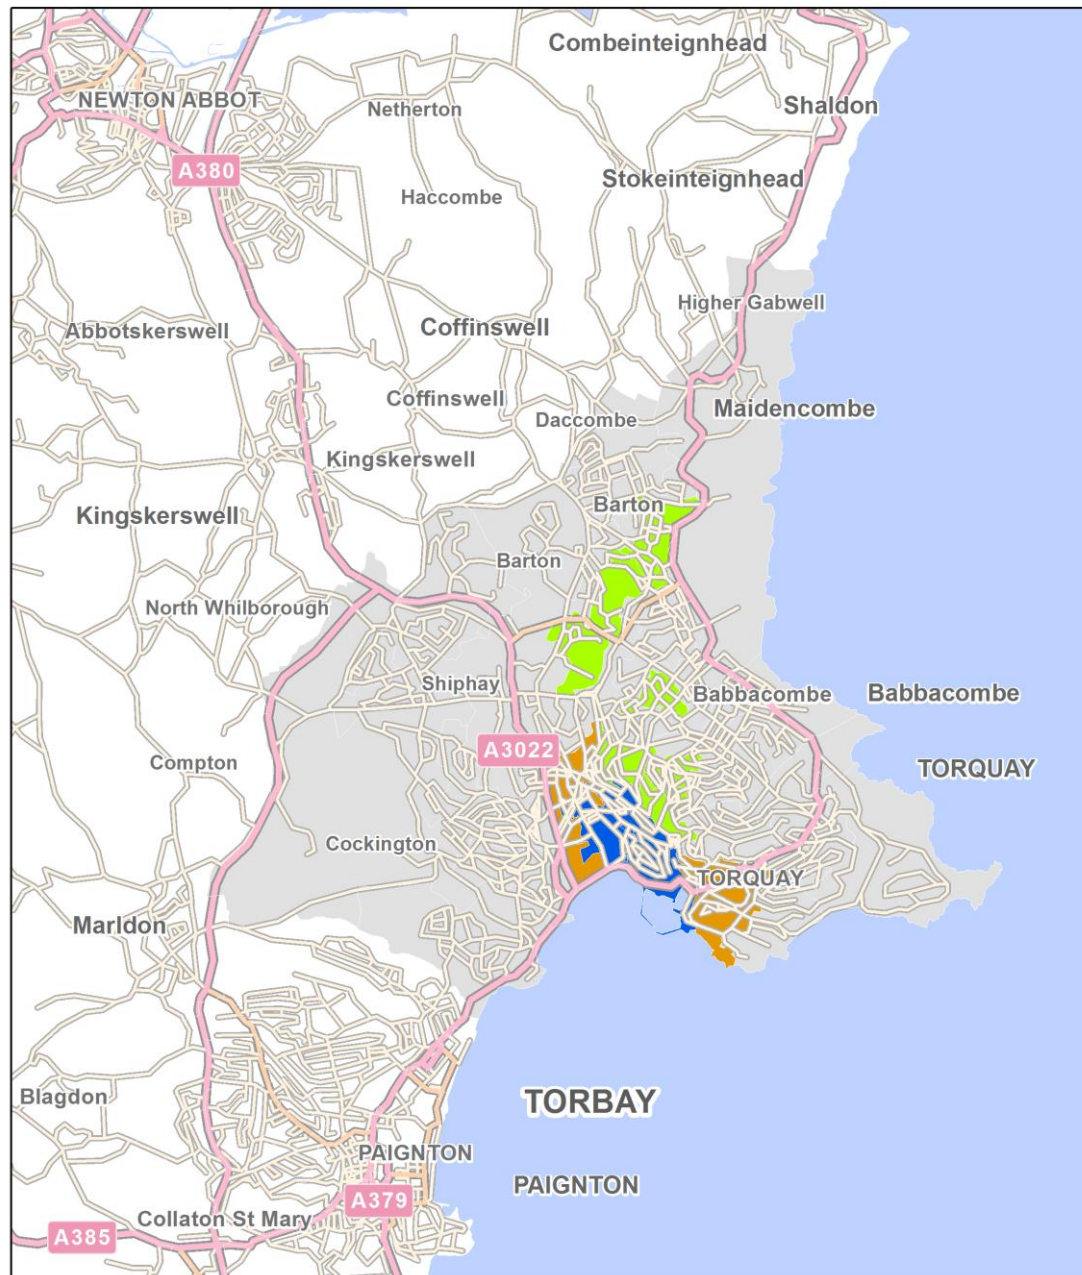 Combeinteignhead
NEWTON ABBOT
Netherton
Shaldon
A380
Stokeinteignhead
Haccombe
Higher Gabwell
Abbotskerswell
Coffinswell
Coffinswell
Maidencombe
Daccombe
Kingskerswell
Barton
Kingskerswell
Barton
North Whilborough
Shiphay
Babbacombe
Babbacombe
A3022
Compton
TORQUAY
Cockington
TORQUAY
Marldon
Blagdon
TORBAY
PAIGNTON
PAIGNTON
A379
Collaton St Mary
A385